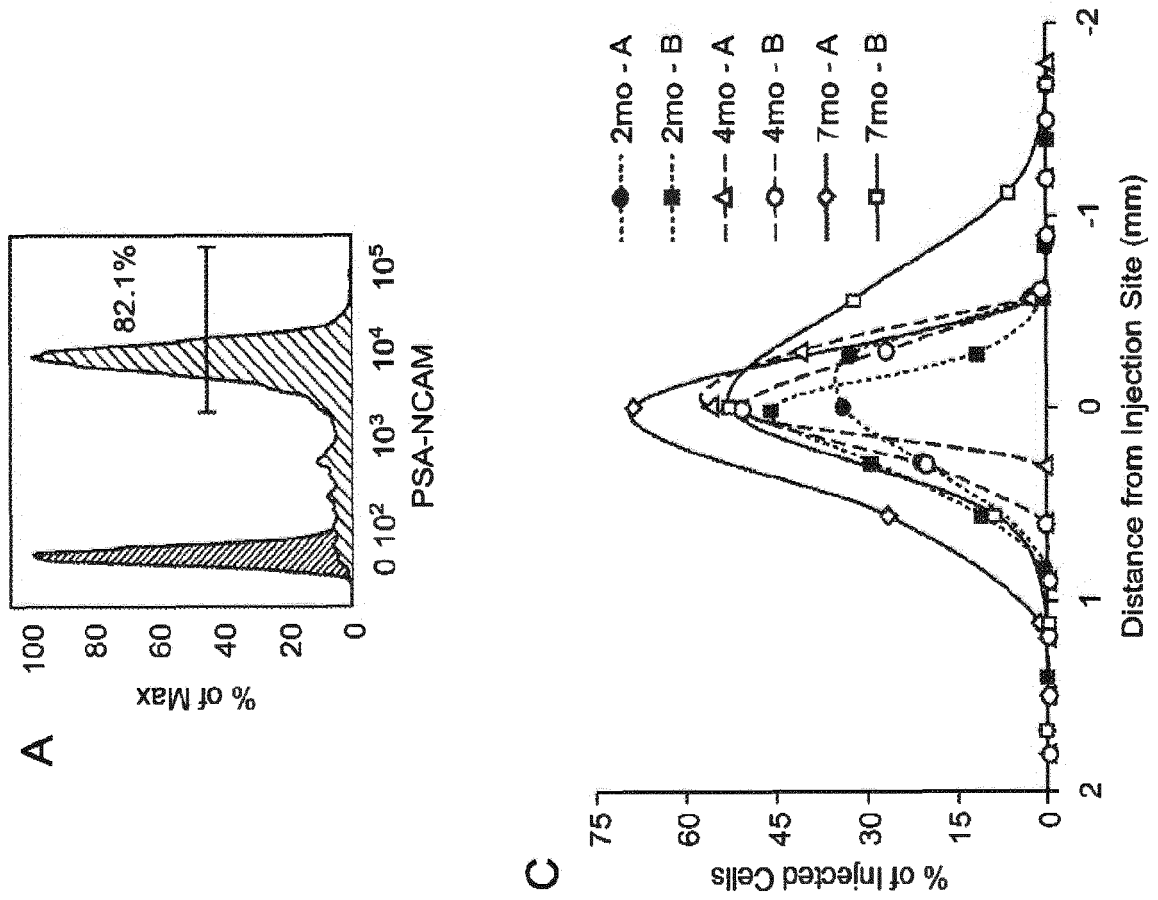 A
% of Max
100
80
60
40
20
0
82.1%
0 10² 10³ 10⁴ 10⁵
PSA-NCAM
C
% of Injected Cells
75
60
45
30
15
0
2mo - A
2mo - B
4mo - A
4mo - B
7mo - A
7mo - B
2 1 0 -1 -2
Distance from Injection Site (mm)